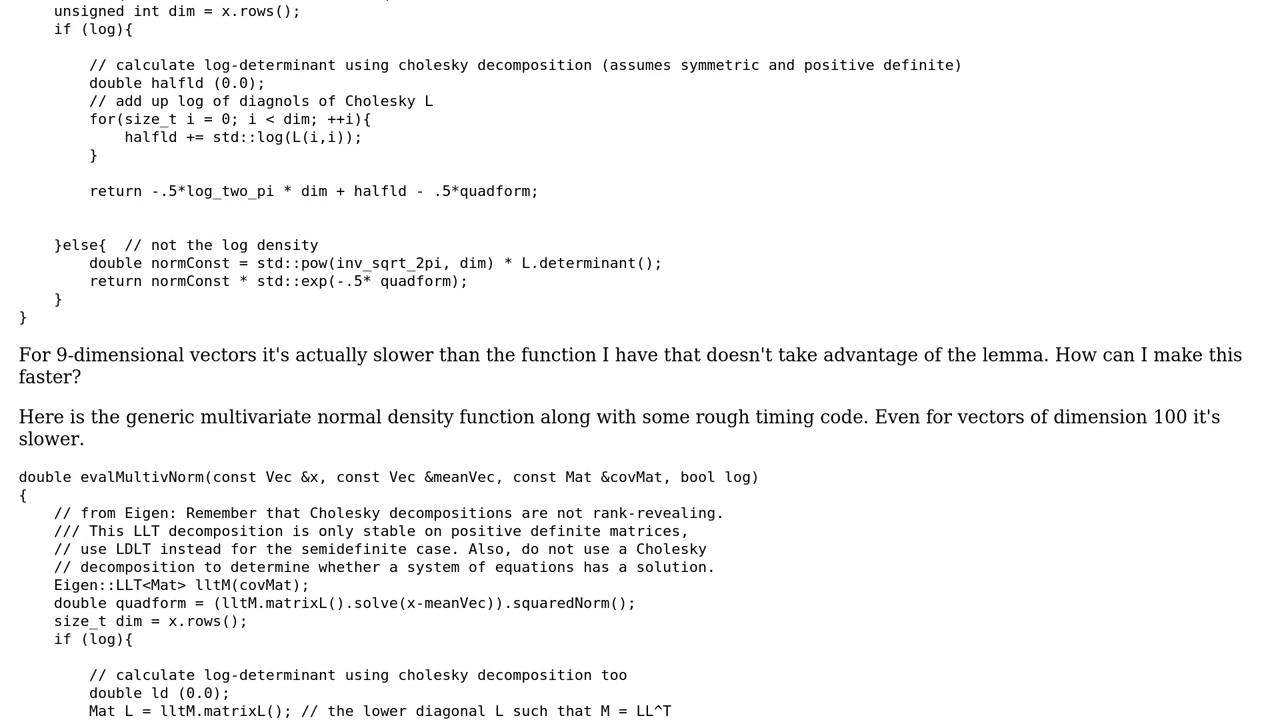 unsigned int dim = x.rows();
if (log){
// calculate log-determinant using cholesky decomposition (assumes symmetric and positive definite)
double halfld (0.0);
// add up log of diagnols of Cholesky L
for(size_t i = 0; i < dim; ++i){
halfld += std::log(L(i,i));
}
return -.5*log_two_pi * dim + halfld - .5*quadform;
}else{  // not the log density
double normConst = std::pow(inv_sqrt_2pi, dim) * L.determinant();
return normConst * std::exp(-.5* quadform);
}
}
For 9-dimensional vectors it's actually slower than the function I have that doesn't take advantage of the lemma. How can I make this
faster?
Here is the generic multivariate normal density function along with some rough timing code. Even for vectors of dimension 100 it's
slower.
double evalMultivNorm(const Vec &x, const Vec &meanVec, const Mat &covMat, bool log)
{
// from Eigen: Remember that Cholesky decompositions are not rank-revealing.
/// This LLT decomposition is only stable on positive definite matrices,
// use LDLT instead for the semidefinite case. Also, do not use a Cholesky
// decomposition to determine whether a system of equations has a solution.
Eigen::LLT<Mat> lltM(covMat);
double quadform = (lltM.matrixL().solve(x-meanVec)).squaredNorm();
size_t dim = x.rows();
if (log){
// calculate log-determinant using cholesky decomposition too
double ld (0.0);
Mat L = lltM.matrixL(); // the lower diagonal L such that M = LL^T